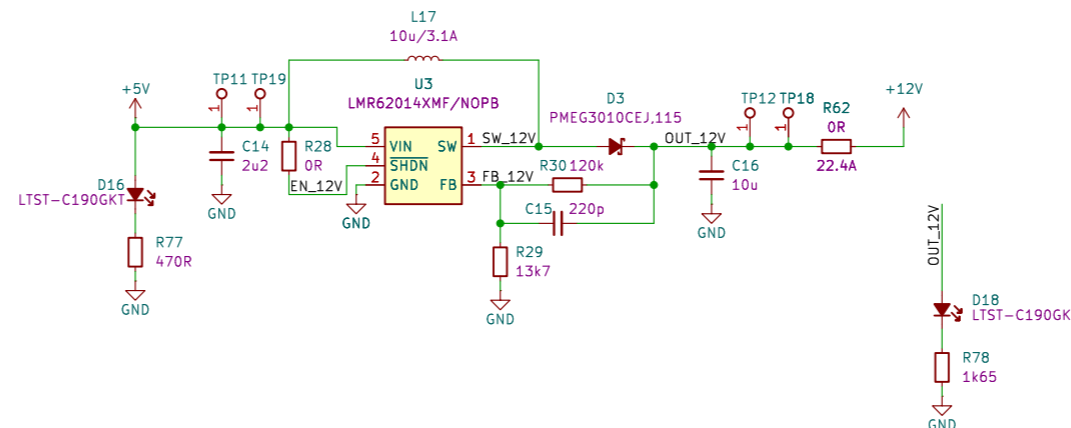 L17
10u/3.1A
+5V
TP11 TP19
1
1
U3
LMR62014XMF/NOPB
D3
PMEG3010CEJ,115
TP12 TP18
1
1
R62
0R
22.4A
+12V
C14
2u2
GND
R28
0R
EN_12V
5 VIN
4 SHDN
2 GND
SW 1
FB 3
SW_12V
FB_12V
GND
R30 120k
C15 220p
OUT_12V
C16
10u
GND
D16
LTST-C190GKT
R77
470R
GND
R29
13k7
GND
OUT_12V
D18
LTST-C190GK
R78
1k65
GND